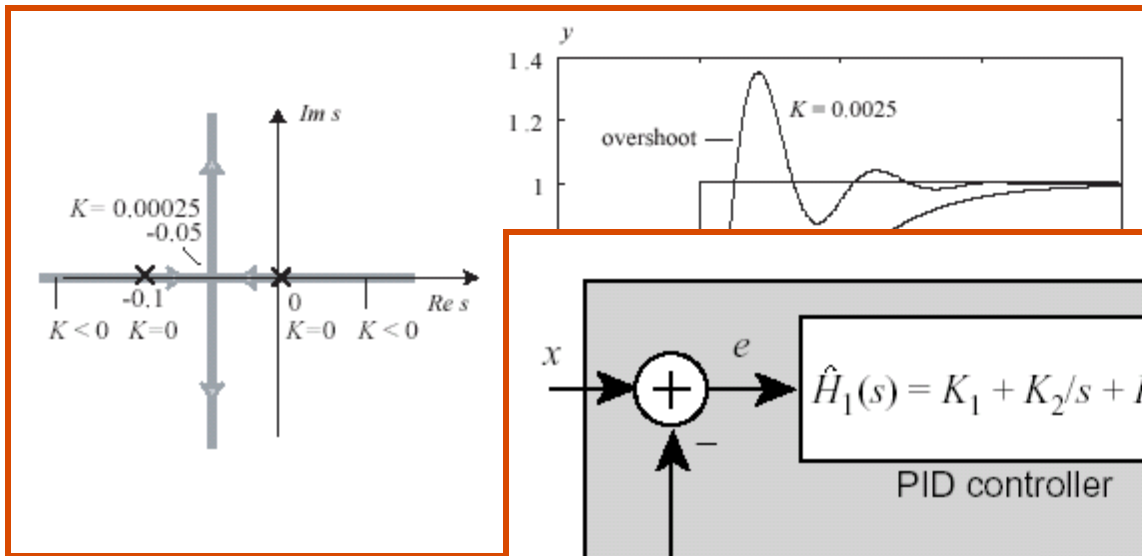 Im s
K= 0.00025
-0.05
-0.1
0
Re s
K < 0
K=0
K=0
K < 0
y
1.4
1.2
1
overshoot
K = 0.0025
x
e
+
−
Ĥ1(s) = K1 + K2/s +
PID controller